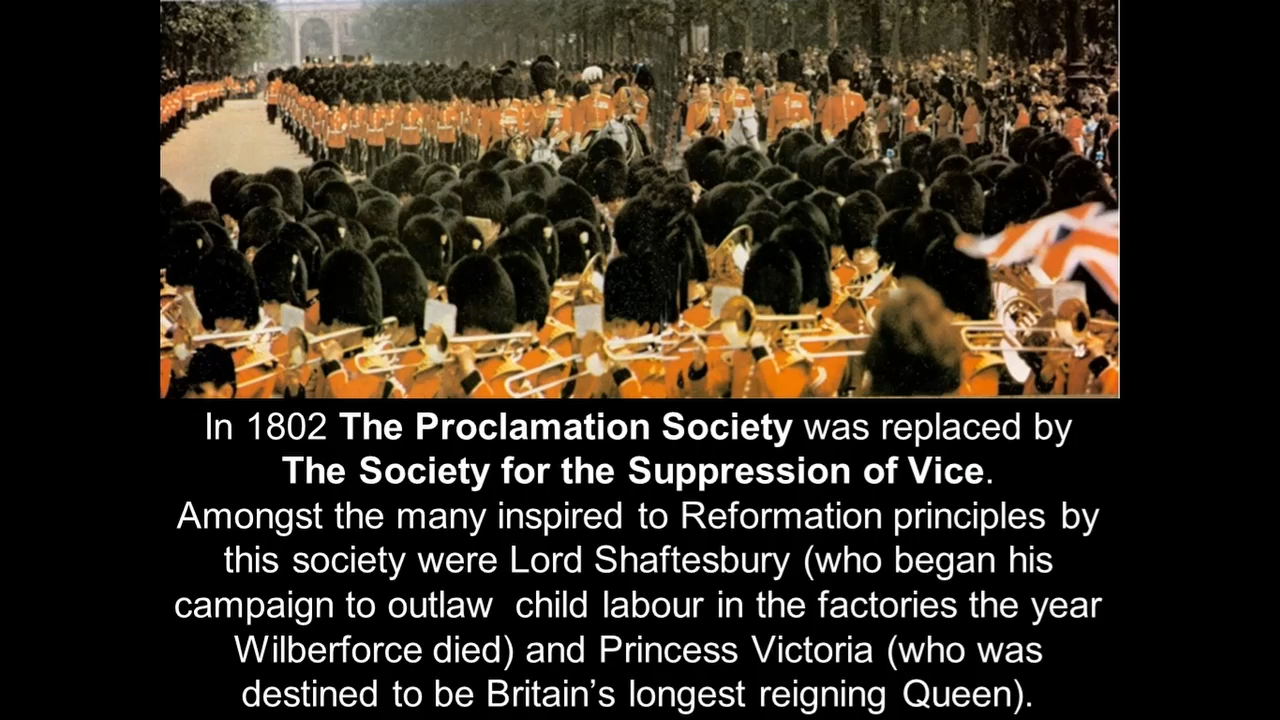 In 1802 The Proclamation Society was replaced by
The Society for the Suppression of Vice.
Amongst the many inspired to Reformation principles by
this society were Lord Shaftesbury (who began his
campaign to outlaw  child labour in the factories the year
Wilberforce died) and Princess Victoria (who was
destined to be Britain’s longest reigning Queen).